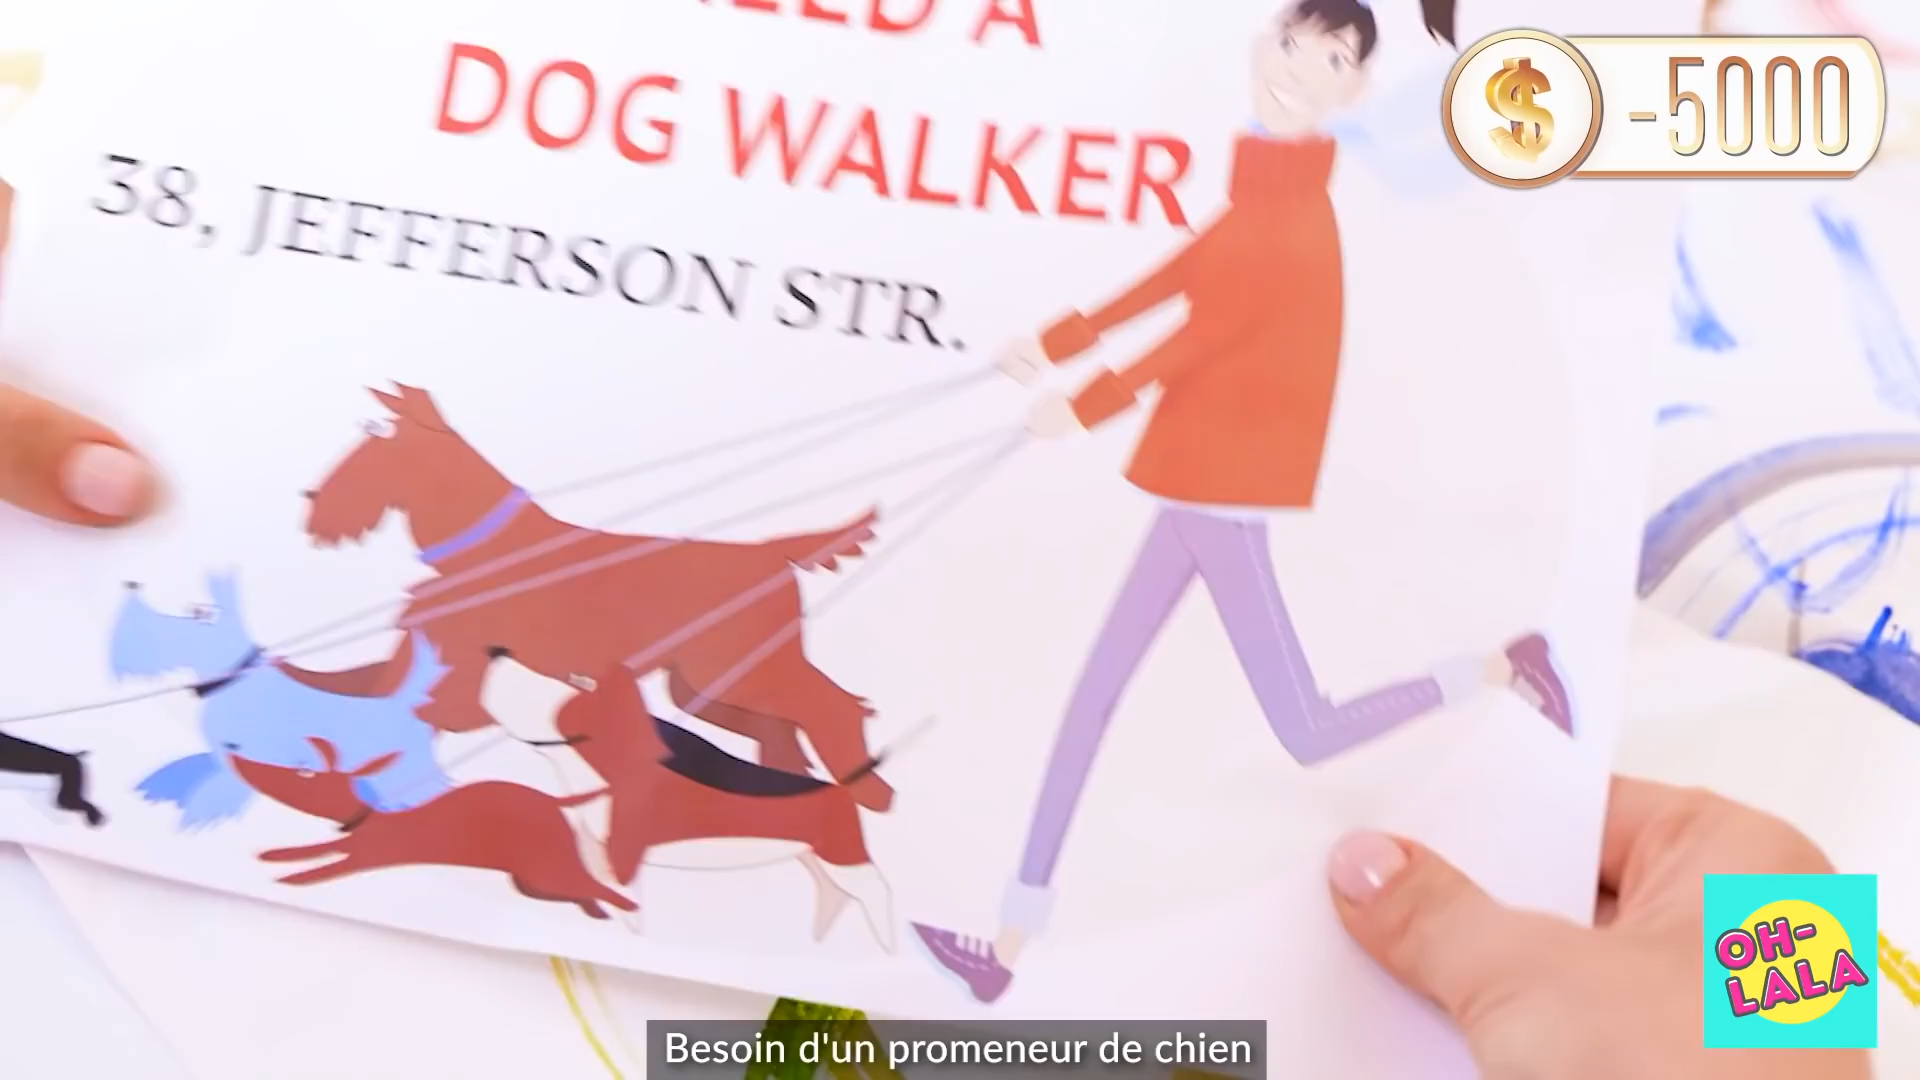 A
DOG WALKER
38, JEFFERSON STR.
$ -5000
OH-
LALA
Besoin d'un promeneur de chien